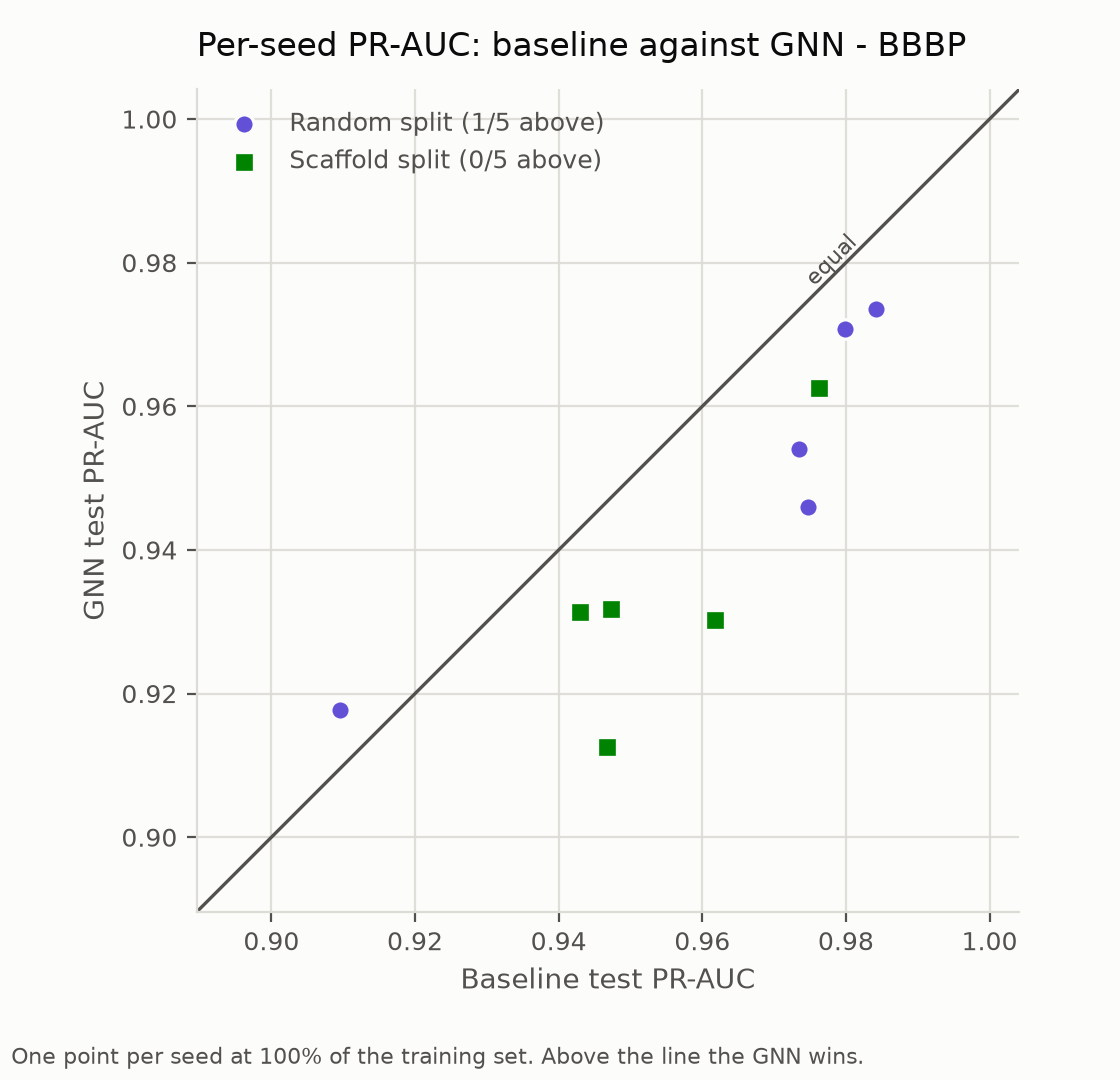 Per-seed PR-AUC: baseline against GNN - BBBP
Random split (1/5 above)
Scaffold split (0/5 above)
equal
GNN test PR-AUC
1.00
0.98
0.96
0.94
0.92
0.90
0.90 0.92 0.94 0.96 0.98 1.00
Baseline test PR-AUC
One point per seed at 100% of the training set. Above the line the GNN wins.